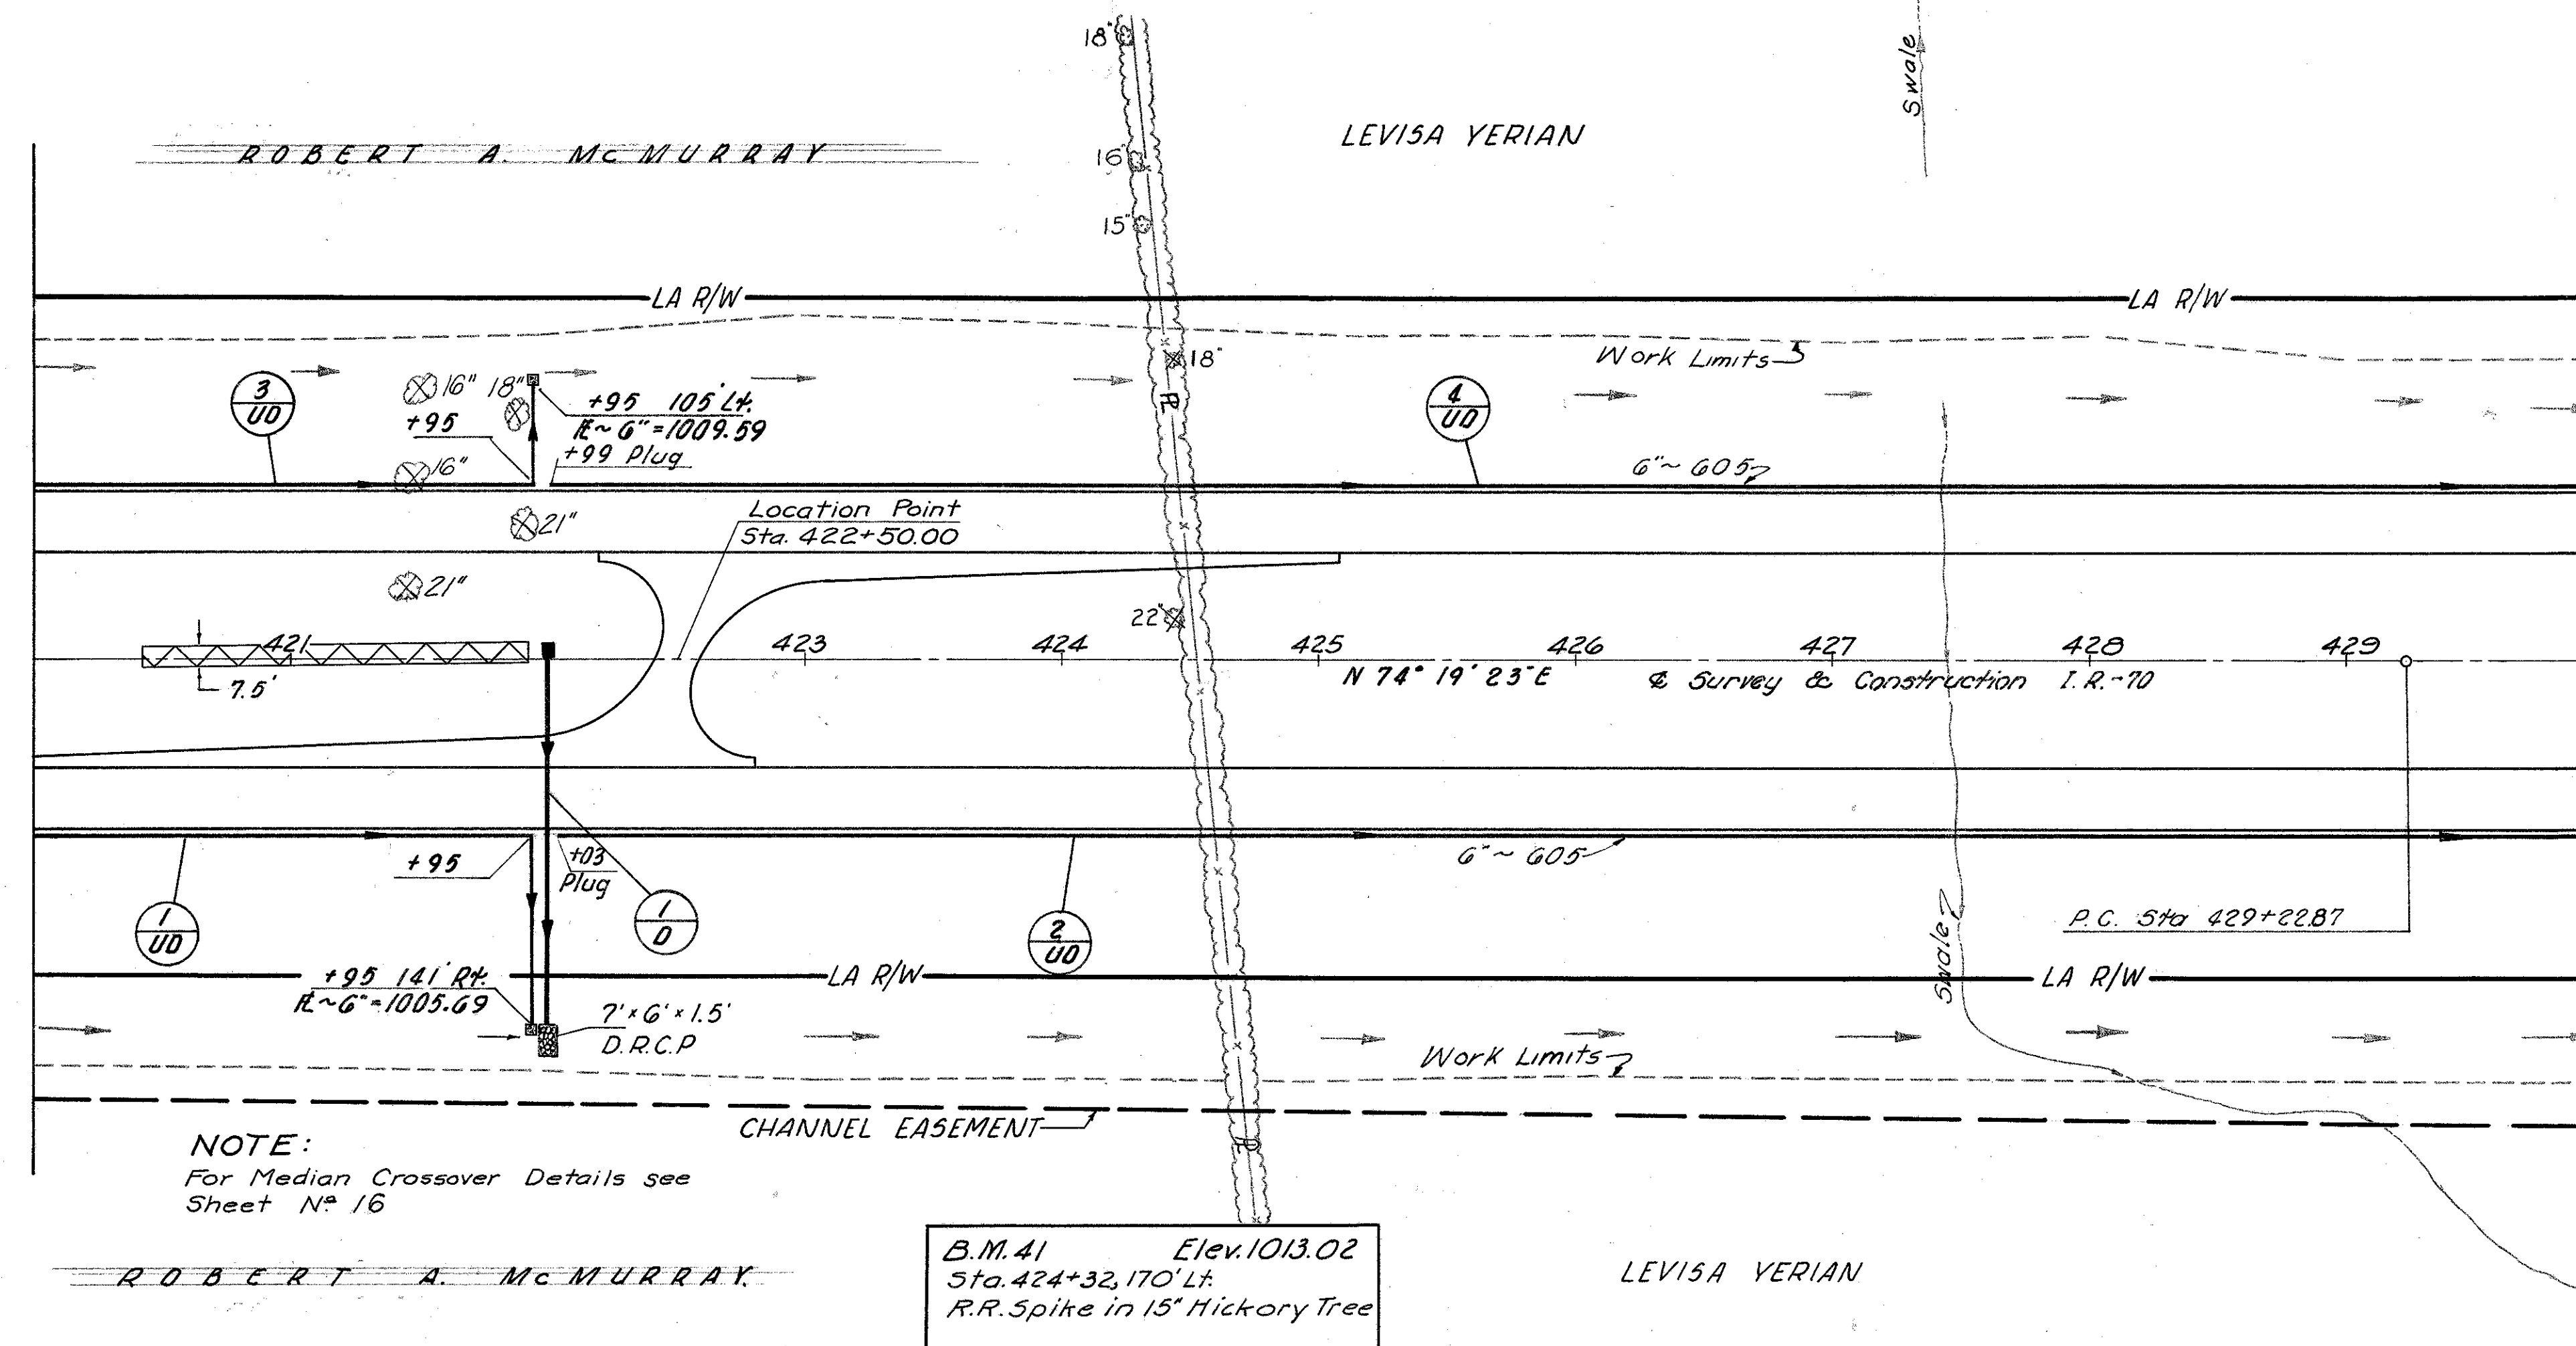 18"
Swale
ROBERT A. McMURRAY
LEVISA YERIAN
16"
15"
LA R/W
LA R/W
18"
Work Limits
3
UD
16"
18"
+95 105' Lt.
+95
℄~6"=1009.59
+99 Plug
4
UD
16"
6"~605
21"
Location Point
Sta. 422+50.00
21"
22"
421
423
424
425
426
427
428
429
7.5'
N 74° 19' 23" E
℄ Survey & Construction I.R.-70
+95
+03
Plug
6"~605
1
UD
1
D
2
UD
Swale
P.C. Sta 429+22.87
+95 141' Rt.
℄~6"=1005.69
LA R/W
LA R/W
7'x6'x1.5'
D.R.C.P
Work Limits
CHANNEL EASEMENT
NOTE:
For Median Crossover Details see
Sheet Nº 16
ROBERT A. McMURRAY.
B.M. 41 Elev. 1013.02
Sta. 424+32, 170' Lt.
R.R. Spike in 15" Hickory Tree
LEVISA YERIAN